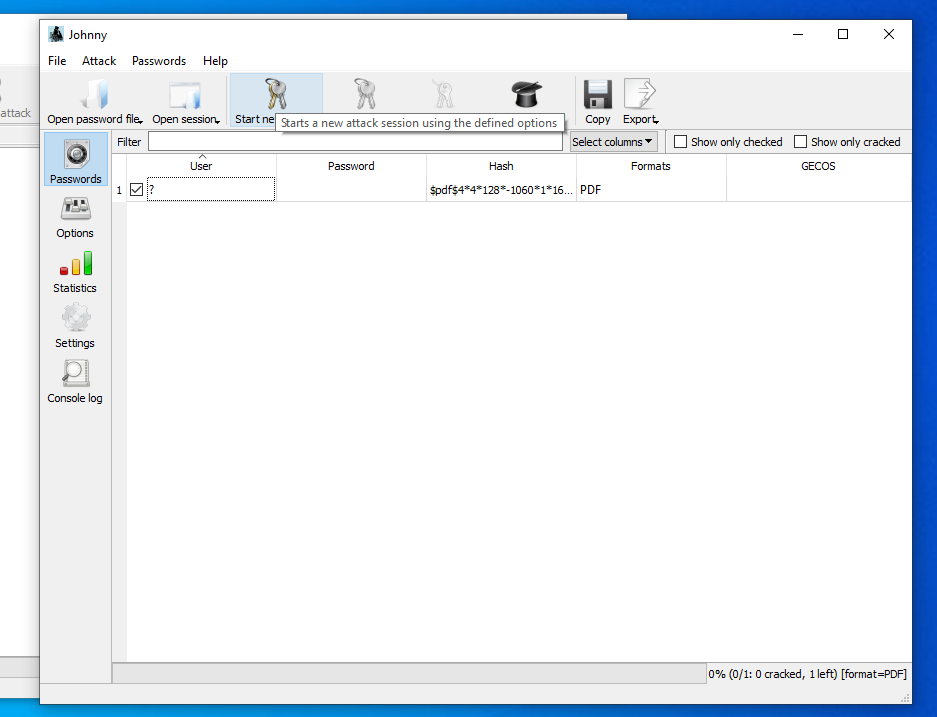 Johnny
File Attack Passwords Help
attack
Open password file Open session Start ne Copy Export
Starts a new attack session using the defined options
Filter Select columns Show only checked Show only cracked
Passwords
User Password Hash Formats GECOS
1 ? $pdf$4*4*128*-1060*1*16... PDF
Options
Statistics
Settings
Console log
0% (0/1: 0 cracked, 1 left) [format=PDF]